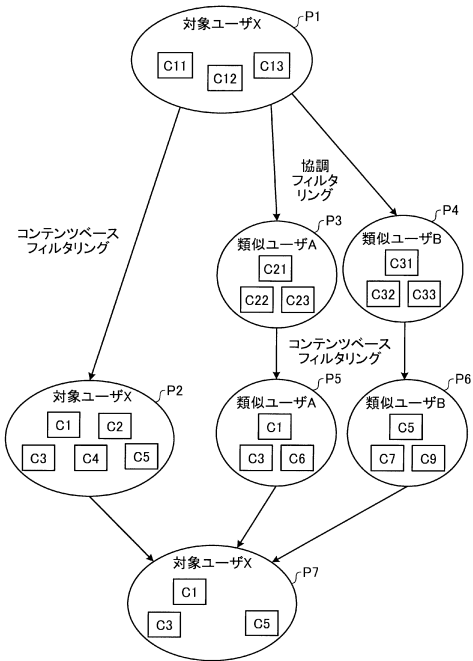 対象ユーザX
P1
C11
C12
C13
協調
フィルタ
リング
コンテンツベース
フィルタリング
P3
類似ユーザA
C21
C22
C23
P4
類似ユーザB
C31
C32
C33
コンテンツベース
フィルタリング
P2
対象ユーザX
C1
C2
C3
C4
C5
P5
類似ユーザA
C1
C3
C6
P6
類似ユーザB
C5
C7
C9
P7
対象ユーザX
C1
C3
C5